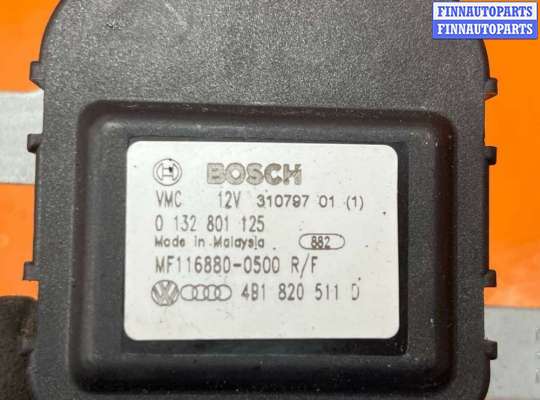 FINNAUTOPARTS
FINNAUTOPARTS
BOSCH
VMC 12V 310797 01 (1)
0 132 801 125
Made in Malaysia 882
MF116880-0500 R/F
4B1 820 511 D